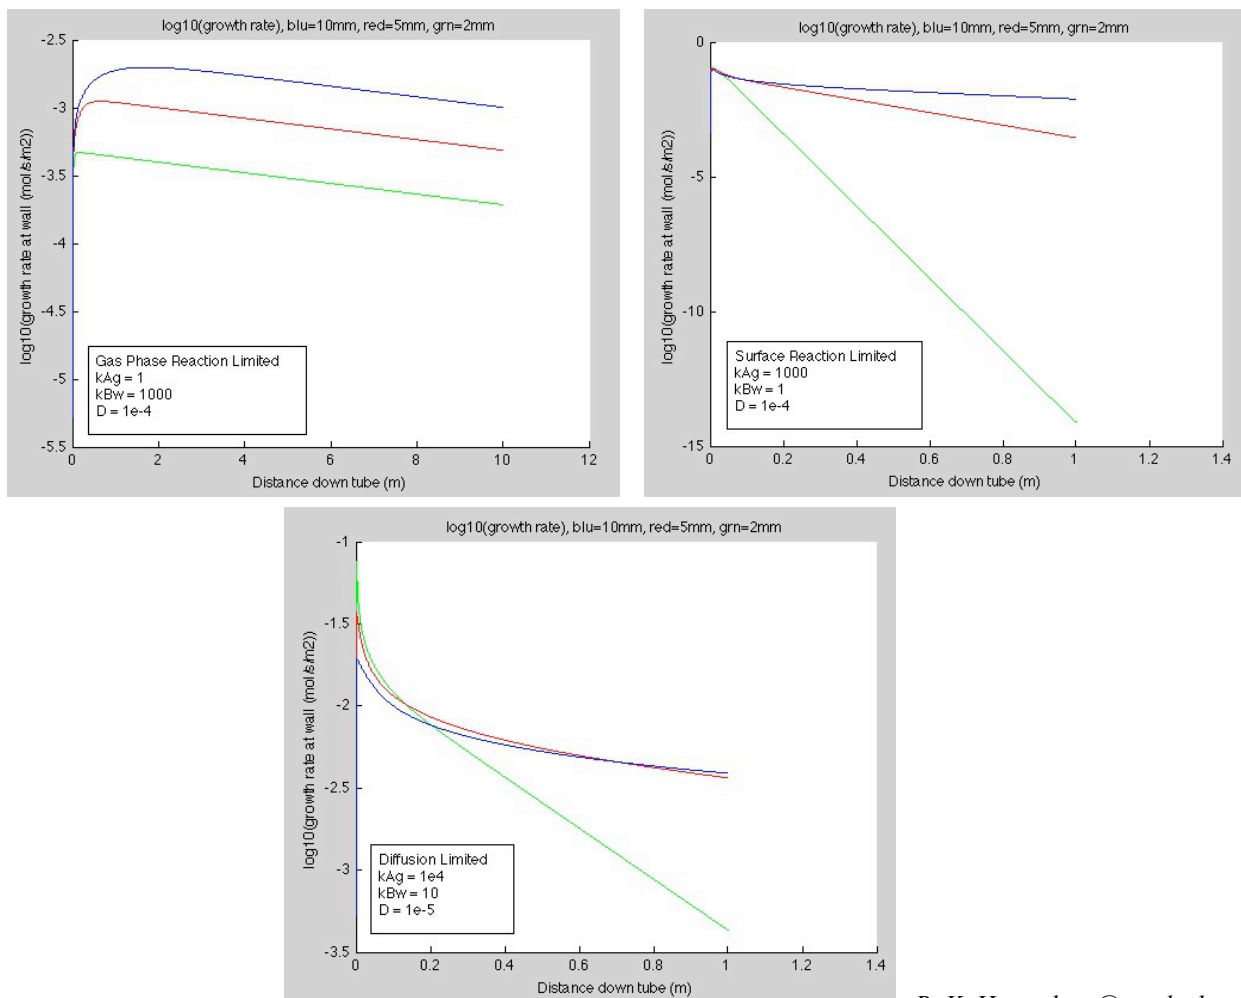 log10(growth rate), blu=10mm, red=5mm, grn=2mm
-2.5
-3
-3.5
-4
-4.5
-5
-5.5
log10(growth rate at wall (mol/s/m2))
Gas Phase Reaction Limited
kAg = 1
kBw = 1000
D = 1e-4
0 2 4 6 8 10 12
Distance down tube (m)
log10(growth rate), blu=10mm, red=5mm, grn=2mm
0
-5
-10
-15
log10(growth rate at wall (mol/s/m2))
Surface Reaction Limited
kAg = 1000
kBw = 1
D = 1e-4
0 0.2 0.4 0.6 0.8 1 1.2 1.4
Distance down tube (m)
log10(growth rate), blu=10mm, red=5mm, grn=2mm
-1
-1.5
-2
-2.5
-3
-3.5
log10(growth rate at wall (mol/s/m2))
Diffusion Limited
kAg = 1e4
kBw = 10
D = 1e-5
0 0.2 0.4 0.6 0.8 1 1.2 1.4
Distance down tube (m)